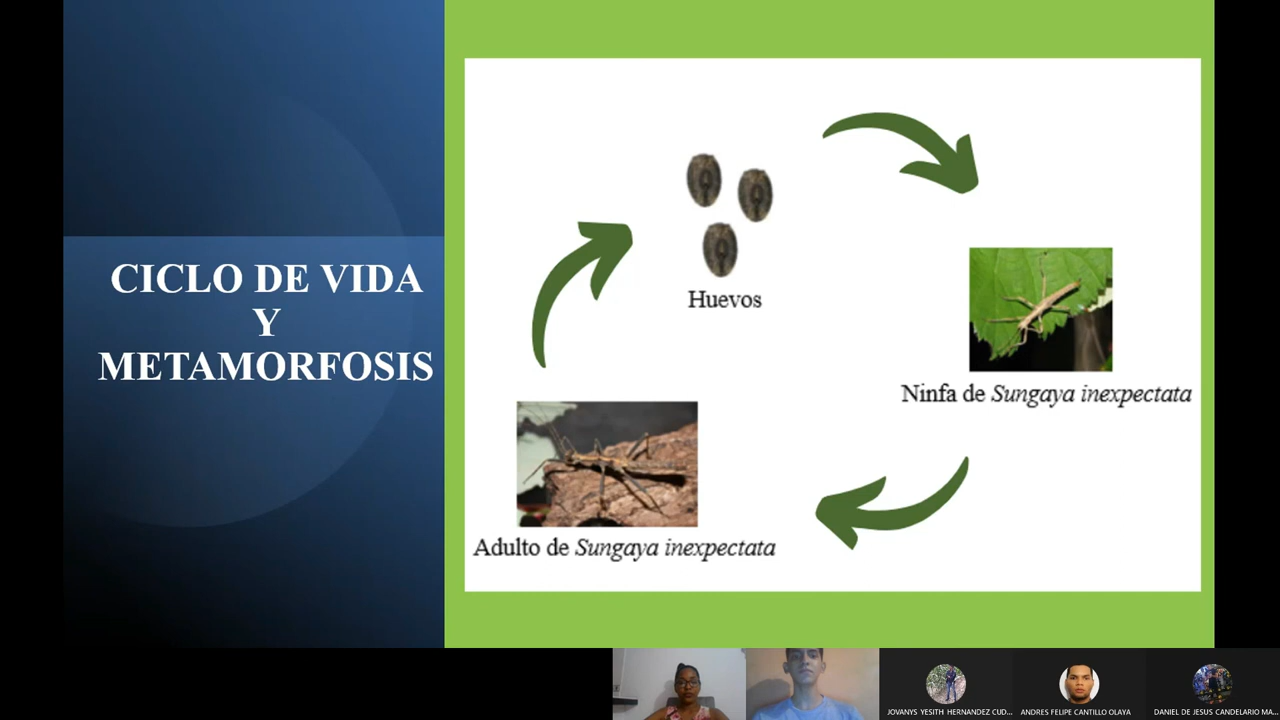 CICLO DE VIDA
Y
METAMORFOSIS
Huevos
Ninfa de Sungaya inexpectata
Adulto de Sungaya inexpectata
JOVANYS YESITH HERNANDEZ CUD...
ANDRES FELIPE CANTILLO OLAYA
DANIEL DE JESUS CANDELARIO MA...